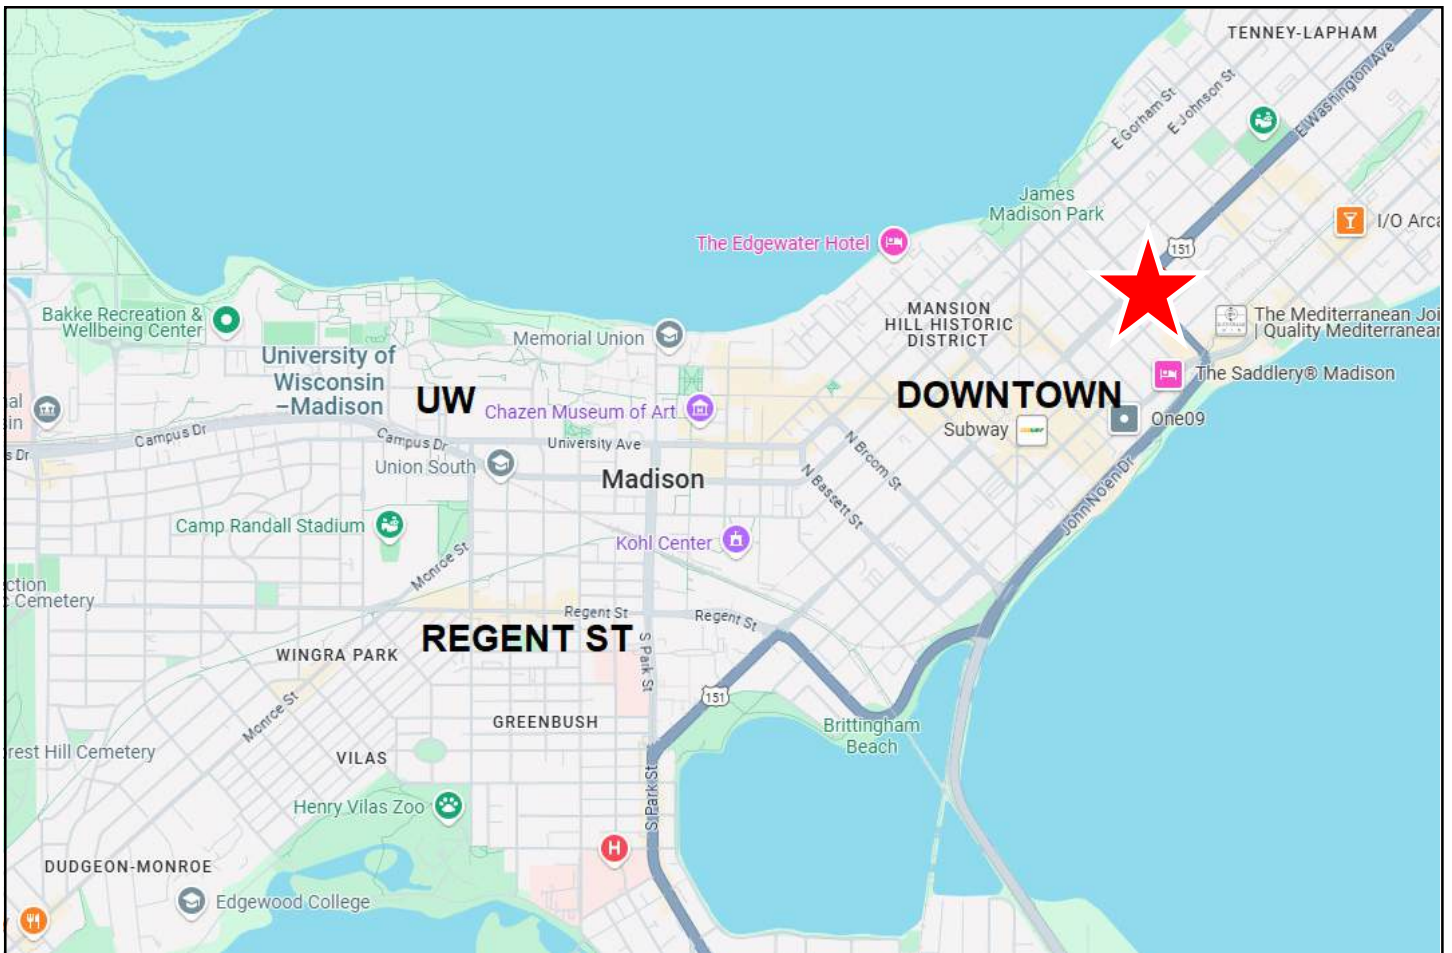 TENNEY-LAPHAM
E Gorham St
E Johnson St
E Washington Ave
James
Madison Park
I/O Arca
The Edgewater Hotel
151
MANSION
HILL HISTORIC
DISTRICT
The Mediterranean Joi
| Quality Mediterranear
Bakke Recreation &
Wellbeing Center
Memorial Union
University of
Wisconsin
–Madison
UW
Chazen Museum of Art
DOWNTOWN
The Saddlery® Madison
One09
Subway
al
in
Campus Dr
Campus Dr
s Dr
University Ave
Union South
Madison
N Broom St
N Bassett St
John Nolen Dr
Camp Randall Stadium
Kohl Center
Monroe St
ction
c Cemetery
Regent St
Regent St
REGENT ST
WINGRA PARK
S Park St
151
Monroe St
GREENBUSH
Brittingham
Beach
rest Hill Cemetery
VILAS
Henry Vilas Zoo
S Park St
H
DUDGEON-MONROE
Edgewood College